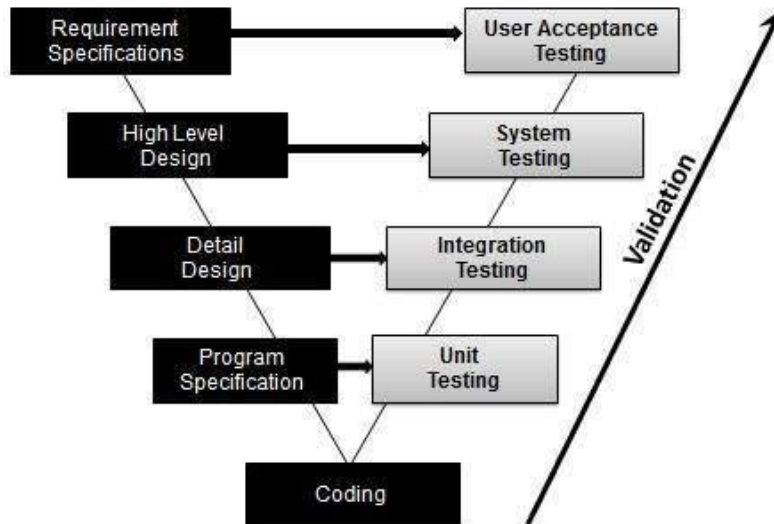 Requirement
Specifications
User Acceptance
Testing
High Level
Design
System
Testing
Detail
Design
Integration
Testing
Program
Specification
Unit
Testing
Coding
Validation